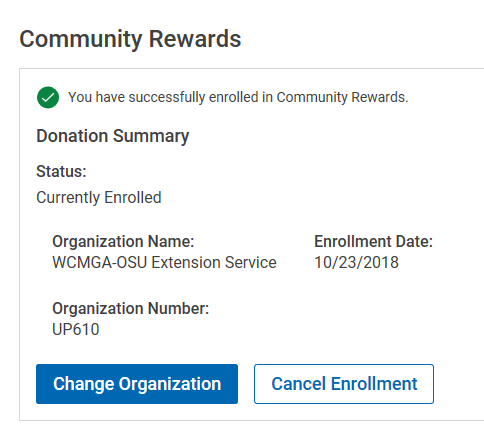 Community Rewards
You have successfully enrolled in Community Rewards.
Donation Summary
Status:
Currently Enrolled
Organization Name:
WCMGA-OSU Extension Service
Enrollment Date:
10/23/2018
Organization Number:
UP610
Change Organization
Cancel Enrollment